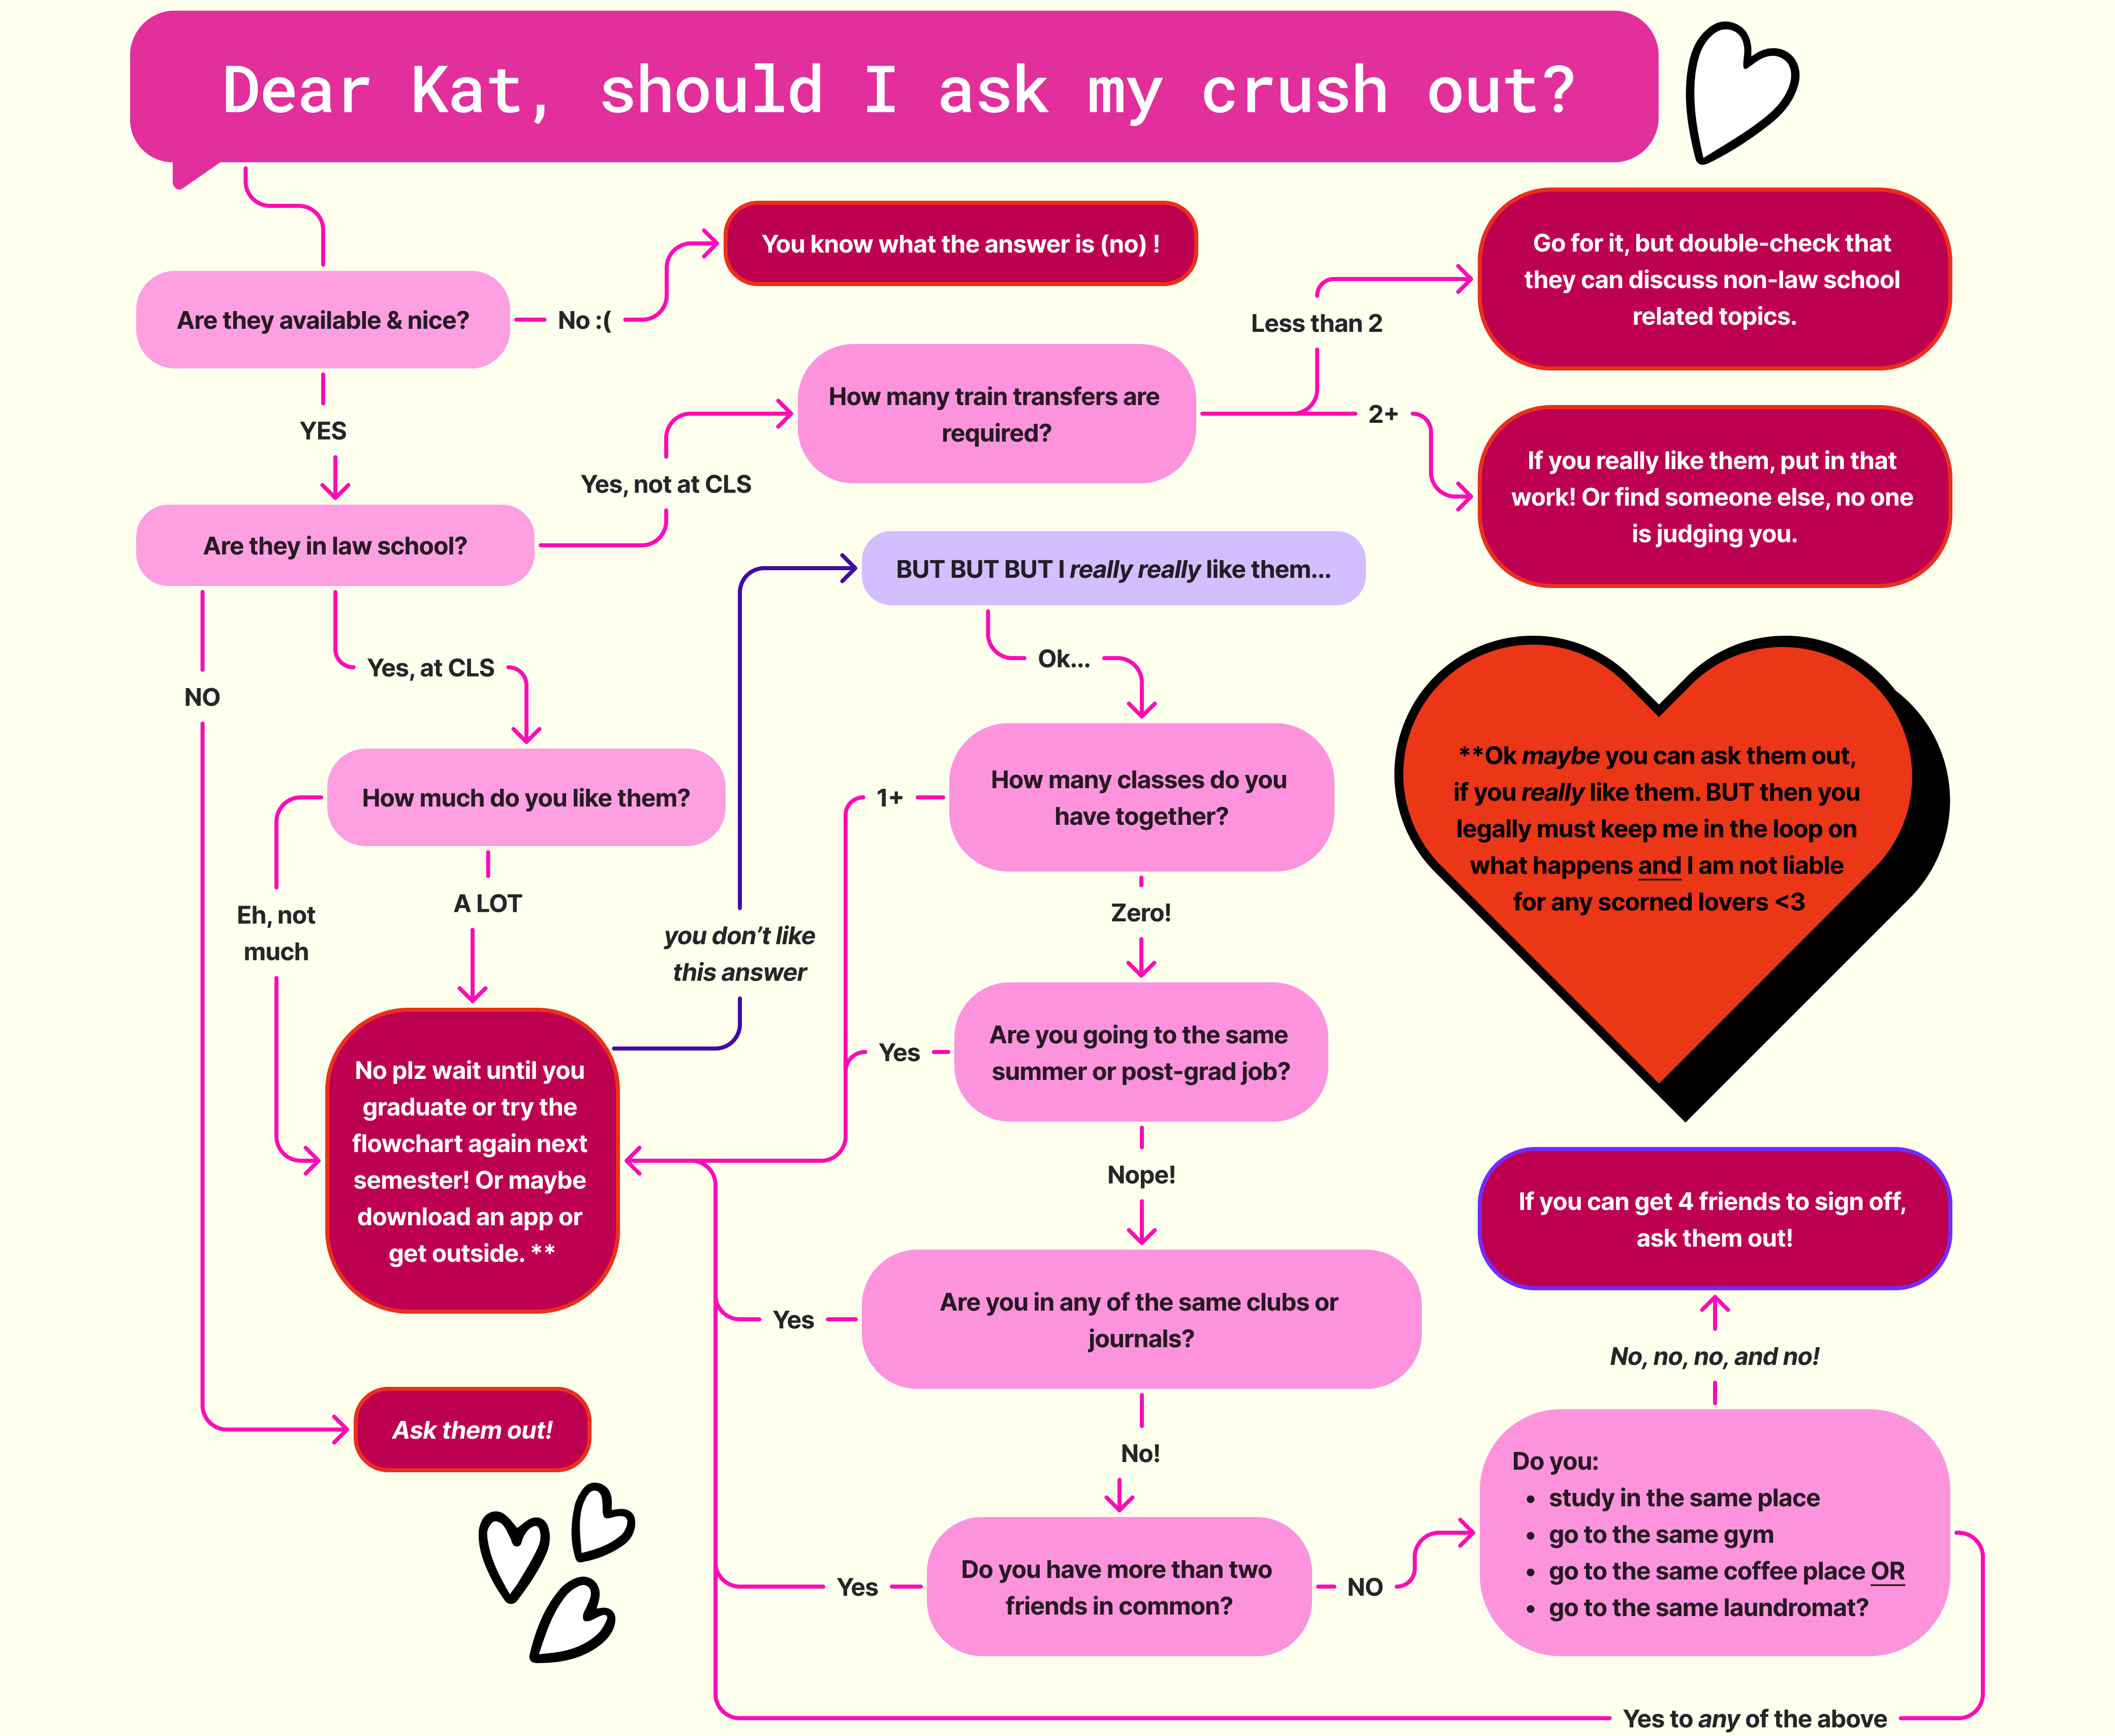 Dear Kat, should I ask my crush out?
Are they available & nice?
No :(
You know what the answer is (no) !
YES
Are they in law school?
Yes, not at CLS
How many train transfers are
required?
Less than 2
Go for it, but double-check that
they can discuss non-law school
related topics.
2+
If you really like them, put in that
work! Or find someone else, no one
is judging you.
NO
Yes, at CLS
How much do you like them?
Eh, not
much
A LOT
No plz wait until you
graduate or try the
flowchart again next
semester! Or maybe
download an app or
get outside. **
Ask them out!
you don’t like
this answer
BUT BUT BUT I really really like them...
Ok...
How many classes do you
have together?
1+
Zero!
Are you going to the same
summer or post-grad job?
Yes
Nope!
Are you in any of the same clubs or
journals?
Yes
No!
Do you have more than two
friends in common?
Yes
NO
Do you:
• study in the same place
• go to the same gym
• go to the same coffee place OR
• go to the same laundromat?
Yes to any of the above
No, no, no, and no!
If you can get 4 friends to sign off,
ask them out!
**Ok maybe you can ask them out,
if you really like them. BUT then you
legally must keep me in the loop on
what happens and I am not liable
for any scorned lovers <3